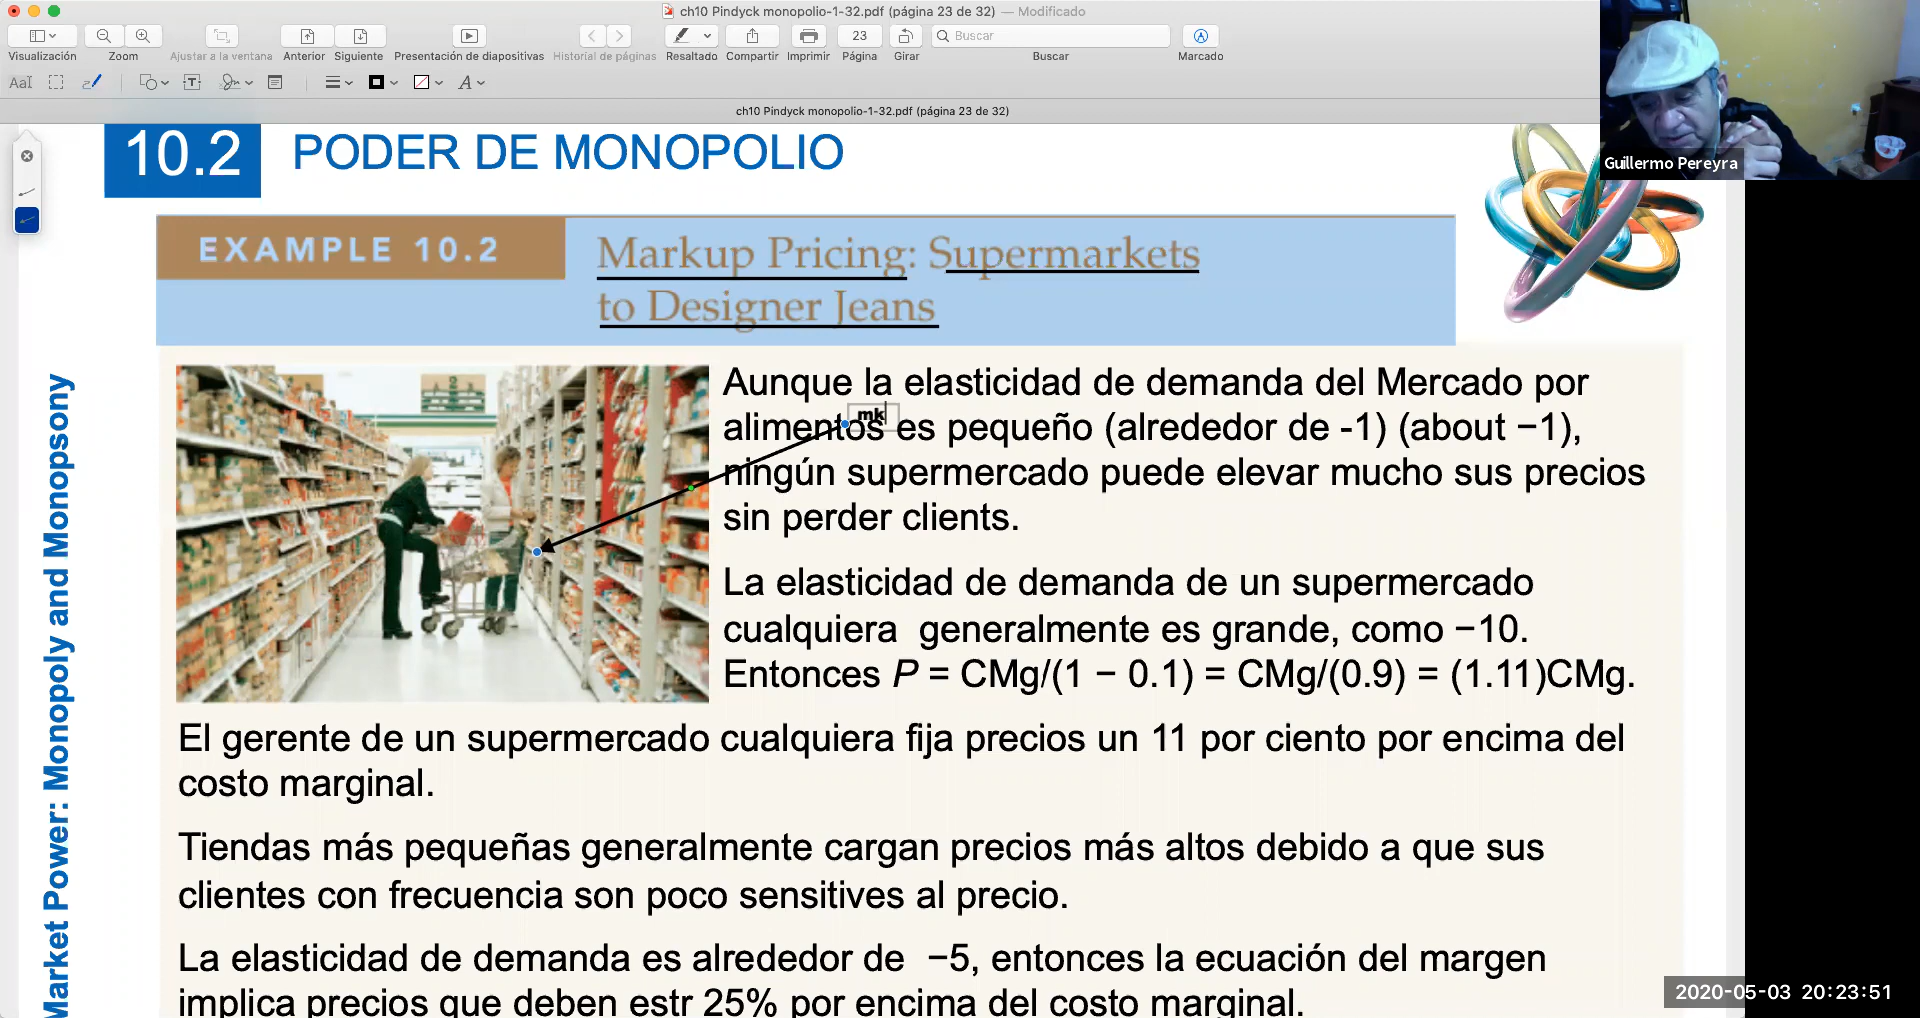 ch10 Pindyck monopolio-1-32.pdf (página 23 de 32) — Modificado
Visualización Zoom Ajustar a la ventana Anterior Siguiente Presentación de diapositivas Historial de páginas Resaltado Compartir Imprimir 23 Página Girar Buscar Buscar Marcado
AaI T A
ch10 Pindyck monopolio-1-32.pdf (página 23 de 32)
Guillermo Pereyra
10.2 PODER DE MONOPOLIO
EXAMPLE 10.2
Markup Pricing: Supermarkets
to Designer Jeans
Market Power: Monopoly and Monopsony
Aunque la elasticidad de demanda del Mercado por
mk
alimentos es pequeño (alrededor de -1) (about −1),
ningún supermercado puede elevar mucho sus precios
sin perder clients.
La elasticidad de demanda de un supermercado
cualquiera generalmente es grande, como −10.
Entonces P = CMg/(1 − 0.1) = CMg/(0.9) = (1.11)CMg.
El gerente de un supermercado cualquiera fija precios un 11 por ciento por encima del
costo marginal.
Tiendas más pequeñas generalmente cargan precios más altos debido a que sus
clientes con frecuencia son poco sensitives al precio.
La elasticidad de demanda es alrededor de −5, entonces la ecuación del margen
implica precios que deben estr 25% por encima del costo marginal.
2020-05-03 20:23:51